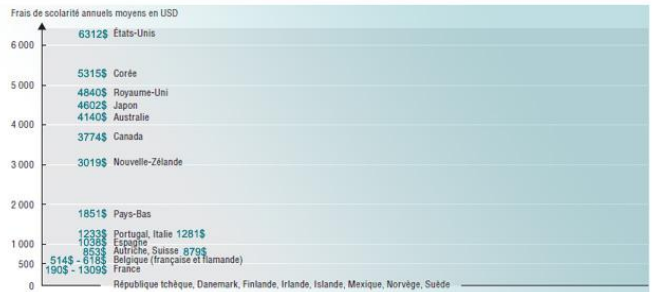 Frais de scolarité annuels moyens en USD
6312$ États-Unis
6 000
5315$ Corée
5 000
4840$ Royaume-Uni
4602$ Japon
4140$ Australie
4 000
3774$ Canada
3 000 3019$ Nouvelle-Zélande
2 000
1851$ Pays-Bas
1233$ Portugal, Italie 1281$
1 000 1038$ Espagne
853$ Autriche, Suisse 879$
500 514$ - 618$ Belgique (française et flamande)
190$ - 1309$ France
0 République tchèque, Danemark, Finlande, Irlande, Islande, Mexique, Norvège, Suède